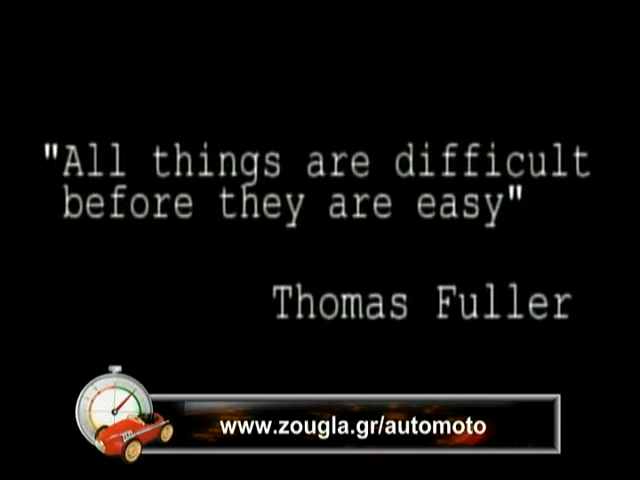 "All things are difficult
before they are easy"
Thomas Fuller
www.zougla.gr/automoto